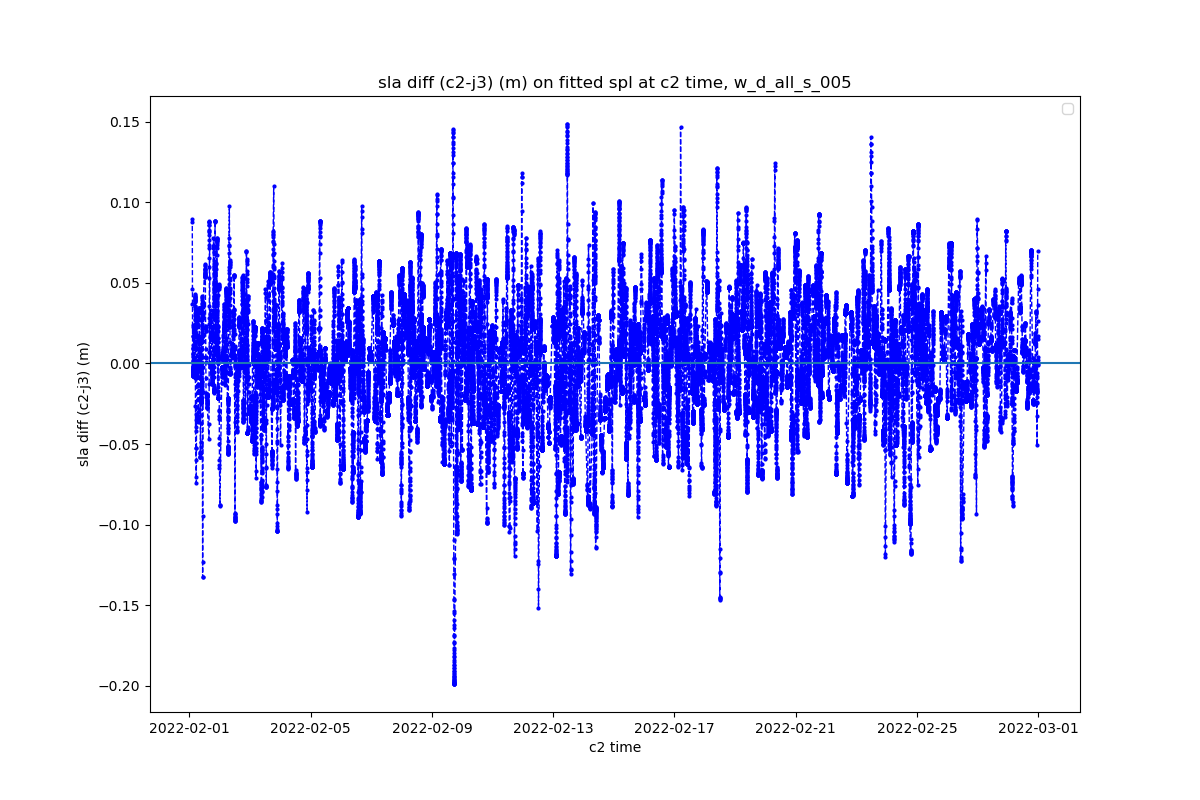 sla diff (c2-j3) (m) on fitted spl at c2 time, w_d_all_s_005
0.15
0.10
0.05
0.00
−0.05
−0.10
−0.15
−0.20
sla diff (c2-j3) (m)
2022-02-01 2022-02-05 2022-02-09 2022-02-13 2022-02-17 2022-02-21 2022-02-25 2022-03-01
c2 time